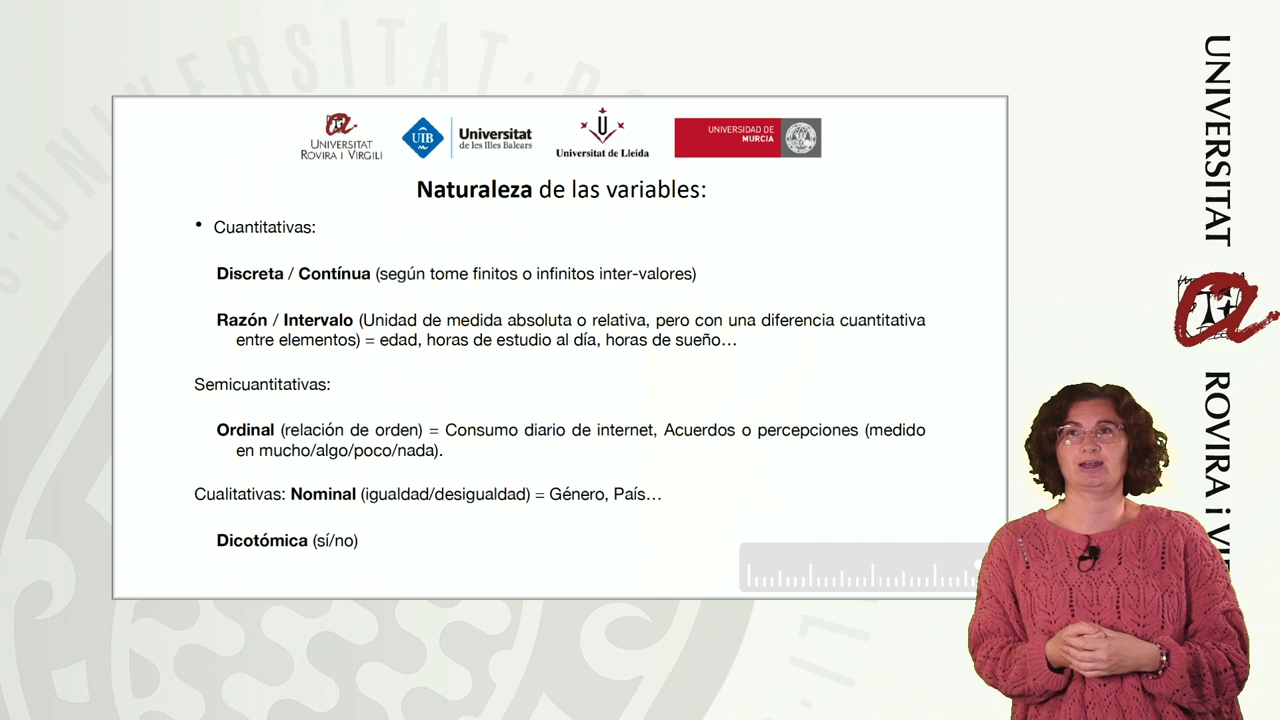 UNIVERSITAT
ROVIRA I VIRGILI
UIB
Universitat
de les Illes Balears
U
Universitat de Lleida
UNIVERSIDAD DE
MURCIA
Naturaleza de las variables:
• Cuantitativas:
Discreta / Contínua (según tome finitos o infinitos inter-valores)
Razón / Intervalo (Unidad de medida absoluta o relativa, pero con una diferencia cuantitativa
entre elementos) = edad, horas de estudio al día, horas de sueño…
Semicuantitativas:
Ordinal (relación de orden) = Consumo diario de internet, Acuerdos o percepciones (medido
en mucho/algo/poco/nada).
Cualitativas: Nominal (igualdad/desigualdad) = Género, País…
Dicotómica (sí/no)
UNIVERSITAT
ROVIRA i